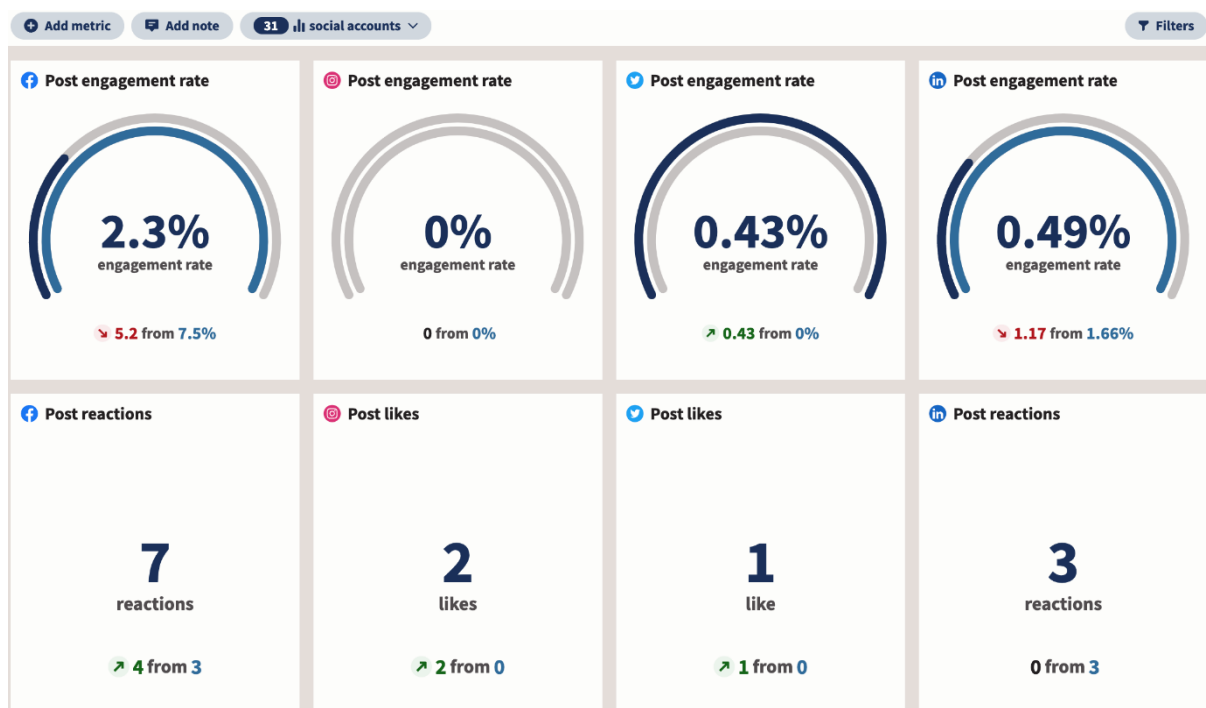 Add metric
Add note
31 social accounts
Filters
Post engagement rate
2.3%
engagement rate
5.2 from 7.5%
Post engagement rate
0%
engagement rate
0 from 0%
Post engagement rate
0.43%
engagement rate
0.43 from 0%
in Post engagement rate
0.49%
engagement rate
1.17 from 1.66%
Post reactions
7
reactions
4 from 3
Post likes
2
likes
2 from 0
Post likes
1
like
1 from 0
in Post reactions
3
reactions
0 from 3